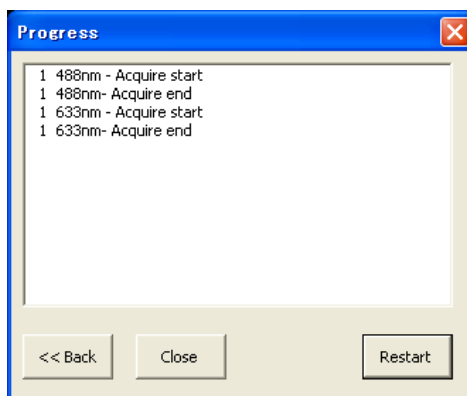 Progress
1 488nm - Acquire start
1 488nm- Acquire end
1 633nm - Acquire start
1 633nm- Acquire end
<< Back
Close
Restart